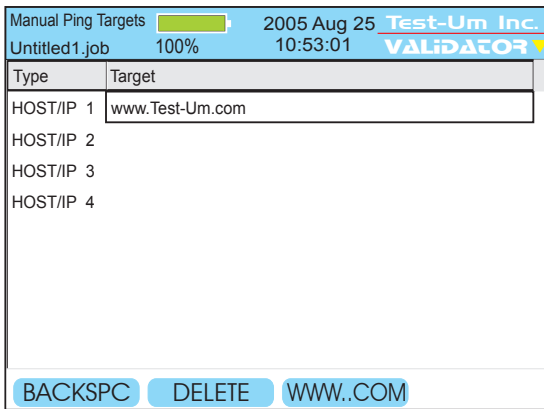 Manual Ping Targets 2005 Aug 25 Test-Um Inc.
Untitled1.job 100% 10:53:01 VALiDATOR
Type Target
HOST/IP 1 www.Test-Um.com
HOST/IP 2
HOST/IP 3
HOST/IP 4
BACKSPC DELETE WWW..COM